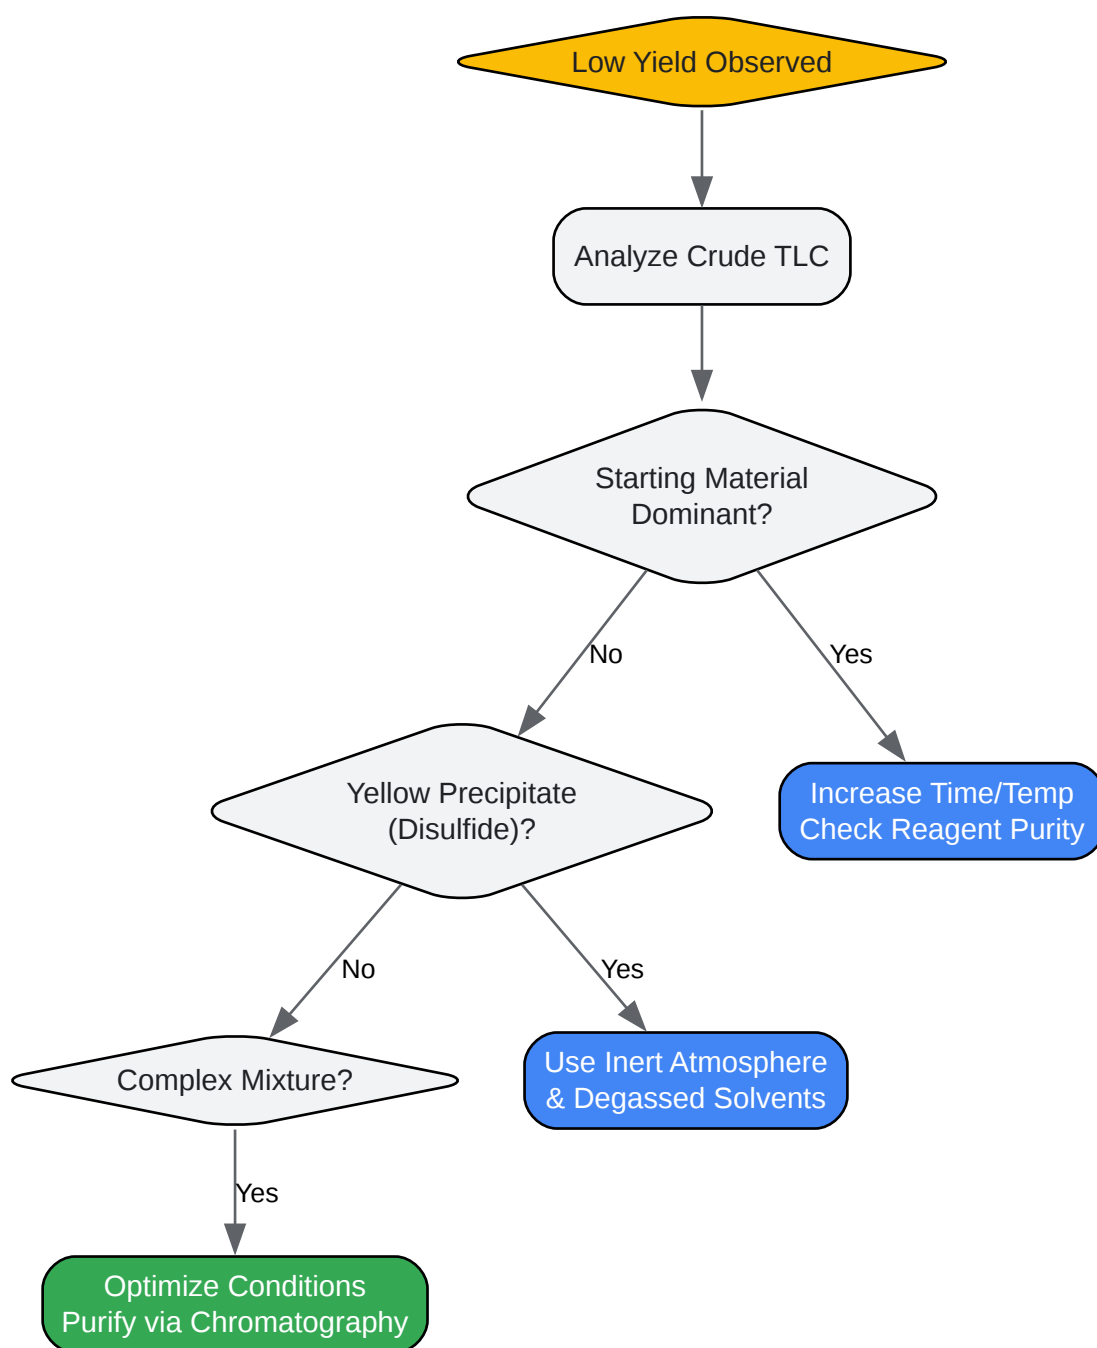 Low Yield Observed
Analyze Crude TLC
Starting Material
Dominant?
No
Yes
Yellow Precipitate
(Disulfide)?
Increase Time/Temp
Check Reagent Purity
No
Yes
Complex Mixture?
Use Inert Atmosphere
& Degassed Solvents
Yes
Optimize Conditions
Purify via Chromatography